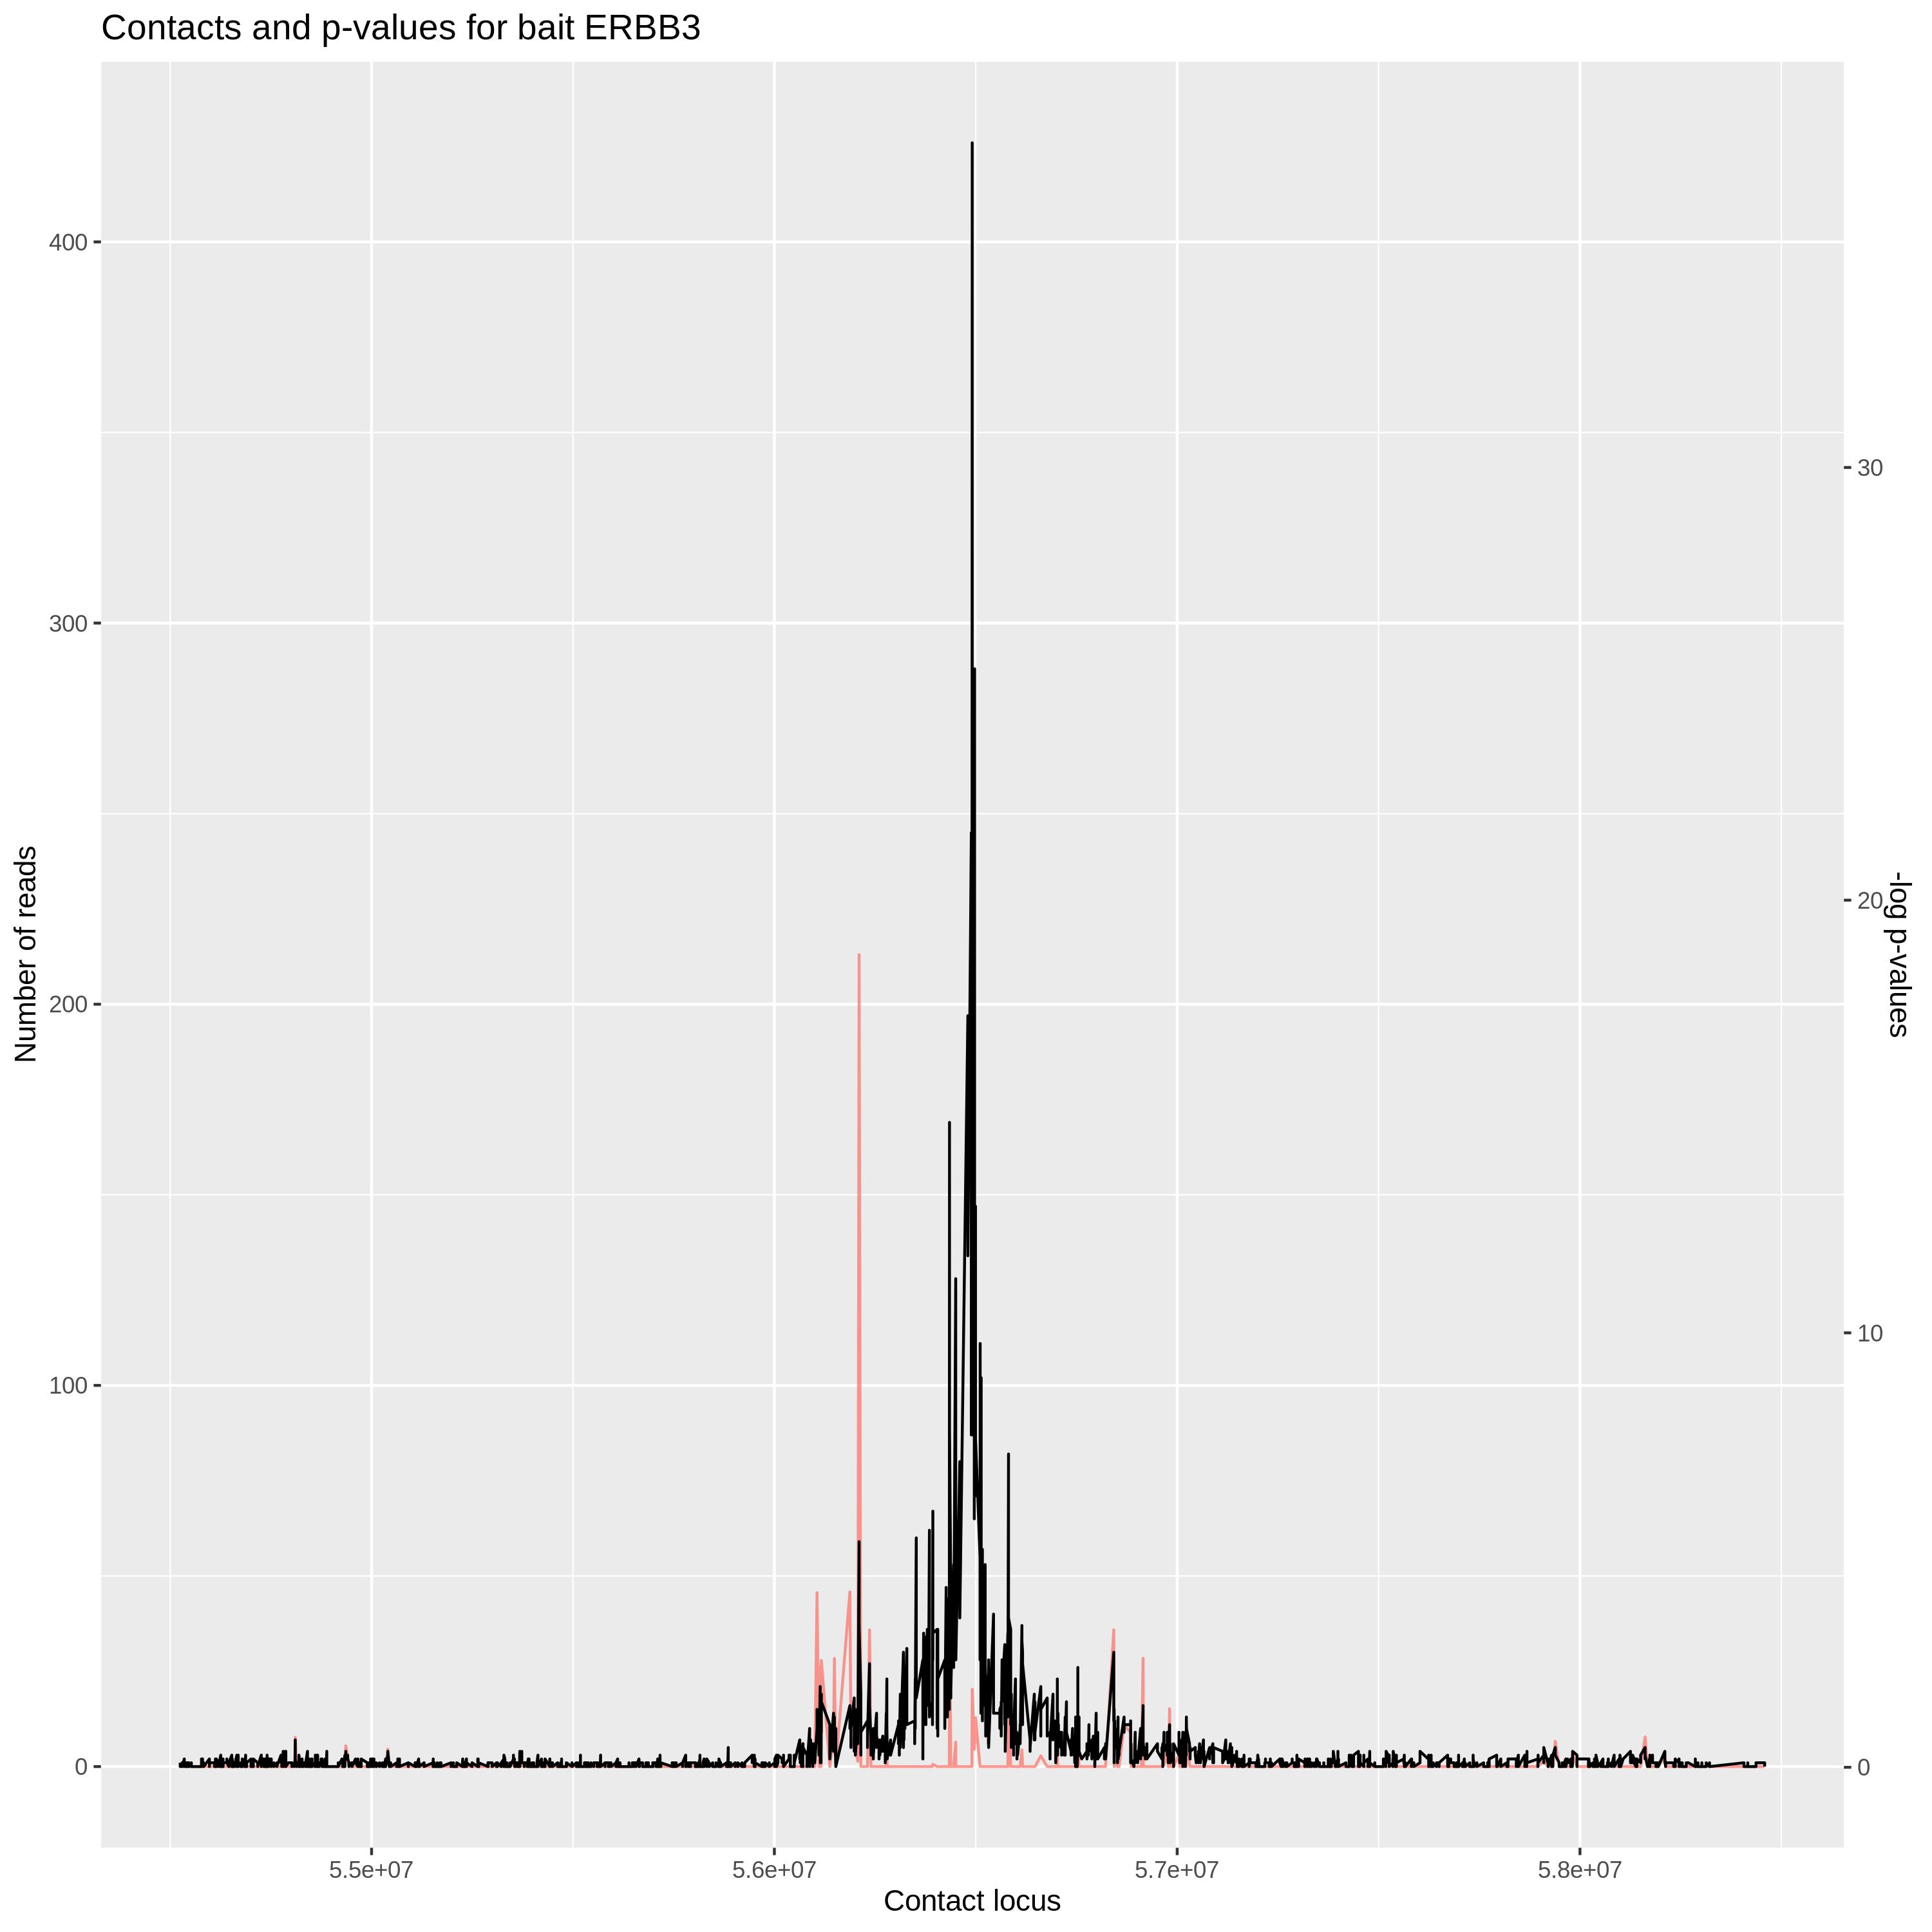 Contacts and p-values for bait ERBB3
400
300
200
100
0
Number of reads
30
20
10
0
-log p-values
5.5e+07
5.6e+07
5.7e+07
5.8e+07
Contact locus